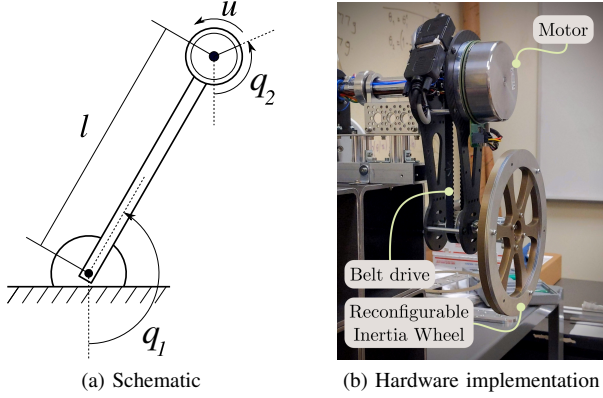 u
q2
l
q1
Motor
Belt drive
Reconfigurable
Inertia Wheel
(a) Schematic
(b) Hardware implementation